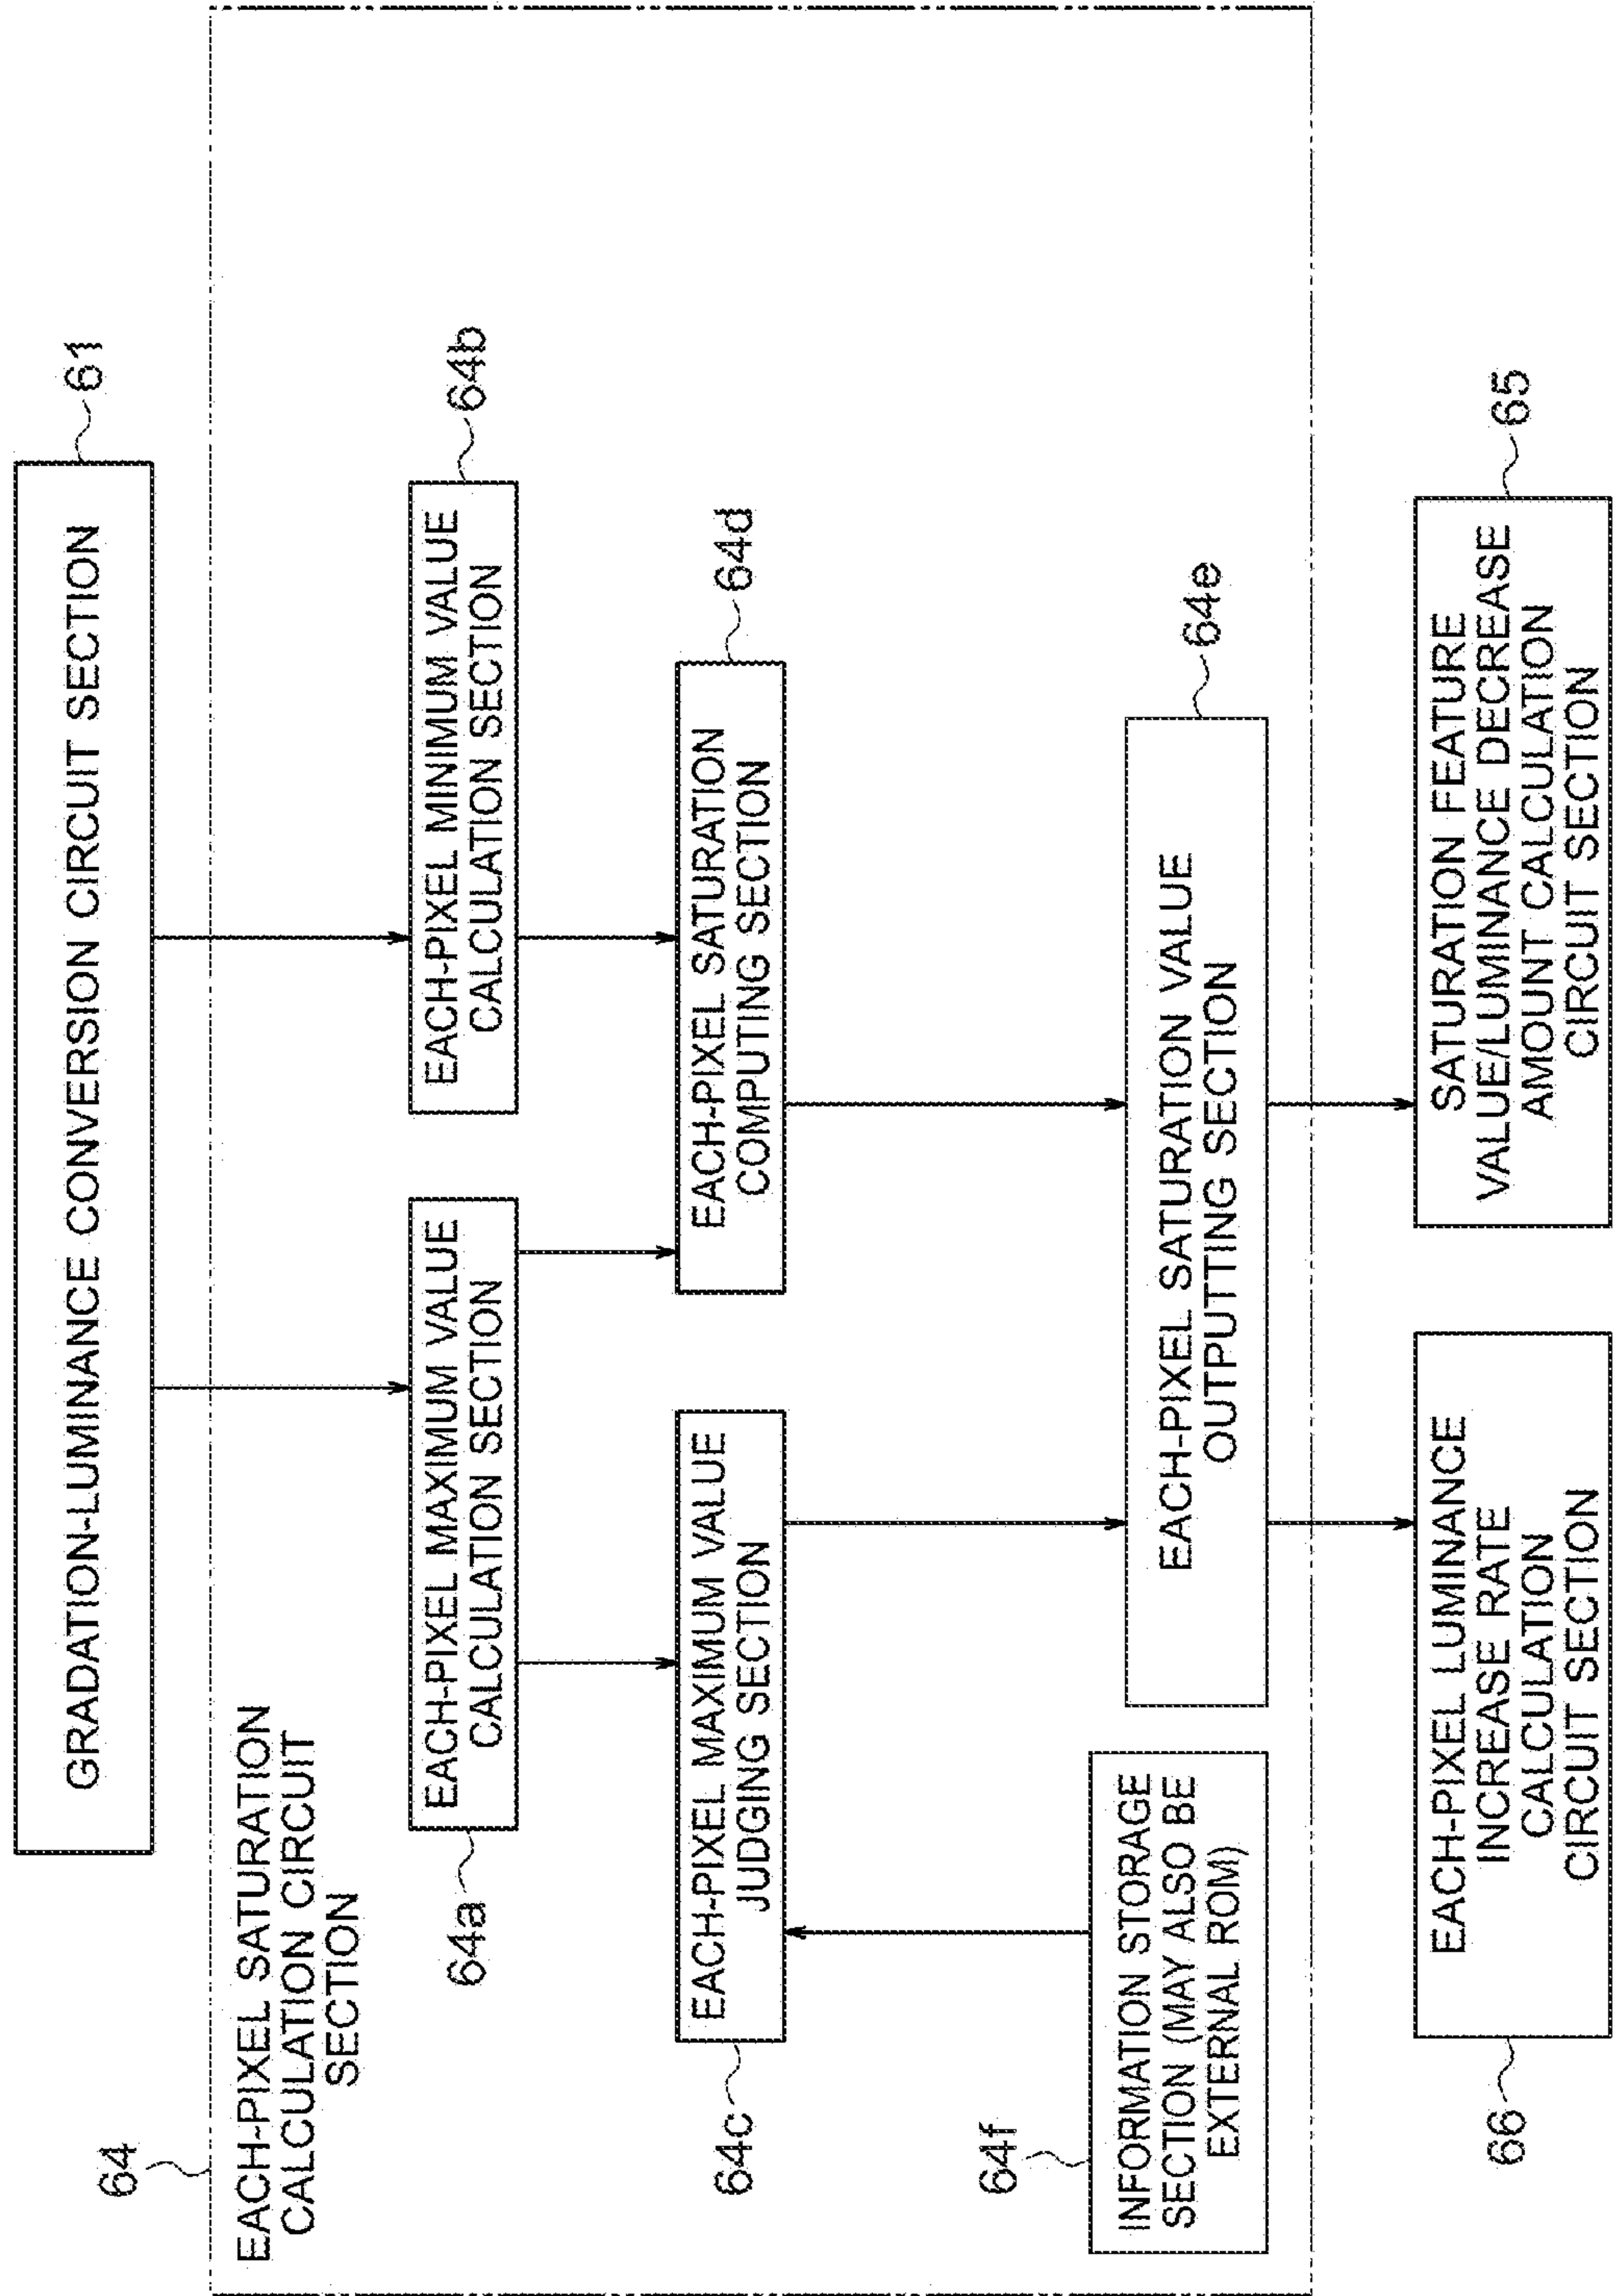 GRADATION-LUMINANCE CONVERSION CIRCUIT SECTION
61
64
EACH-PIXEL SATURATION
CALCULATION CIRCUIT
SECTION
EACH-PIXEL MAXIMUM VALUE
CALCULATION SECTION
64a
EACH-PIXEL MINIMUM VALUE
CALCULATION SECTION
64b
EACH-PIXEL MAXIMUM VALUE
JUDGING SECTION
64c
EACH-PIXEL SATURATION
COMPUTING SECTION
64d
64f
INFORMATION STORAGE
SECTION (MAY ALSO BE
EXTERNAL ROM)
EACH-PIXEL SATURATION VALUE
OUTPUTTING SECTION
64e
EACH-PIXEL LUMINANCE
INCREASE RATE
CALCULATION
CIRCUIT SECTION
66
SATURATION FEATURE
VALUE/LUMINANCE DECREASE
AMOUNT CALCULATION
CIRCUIT SECTION
65